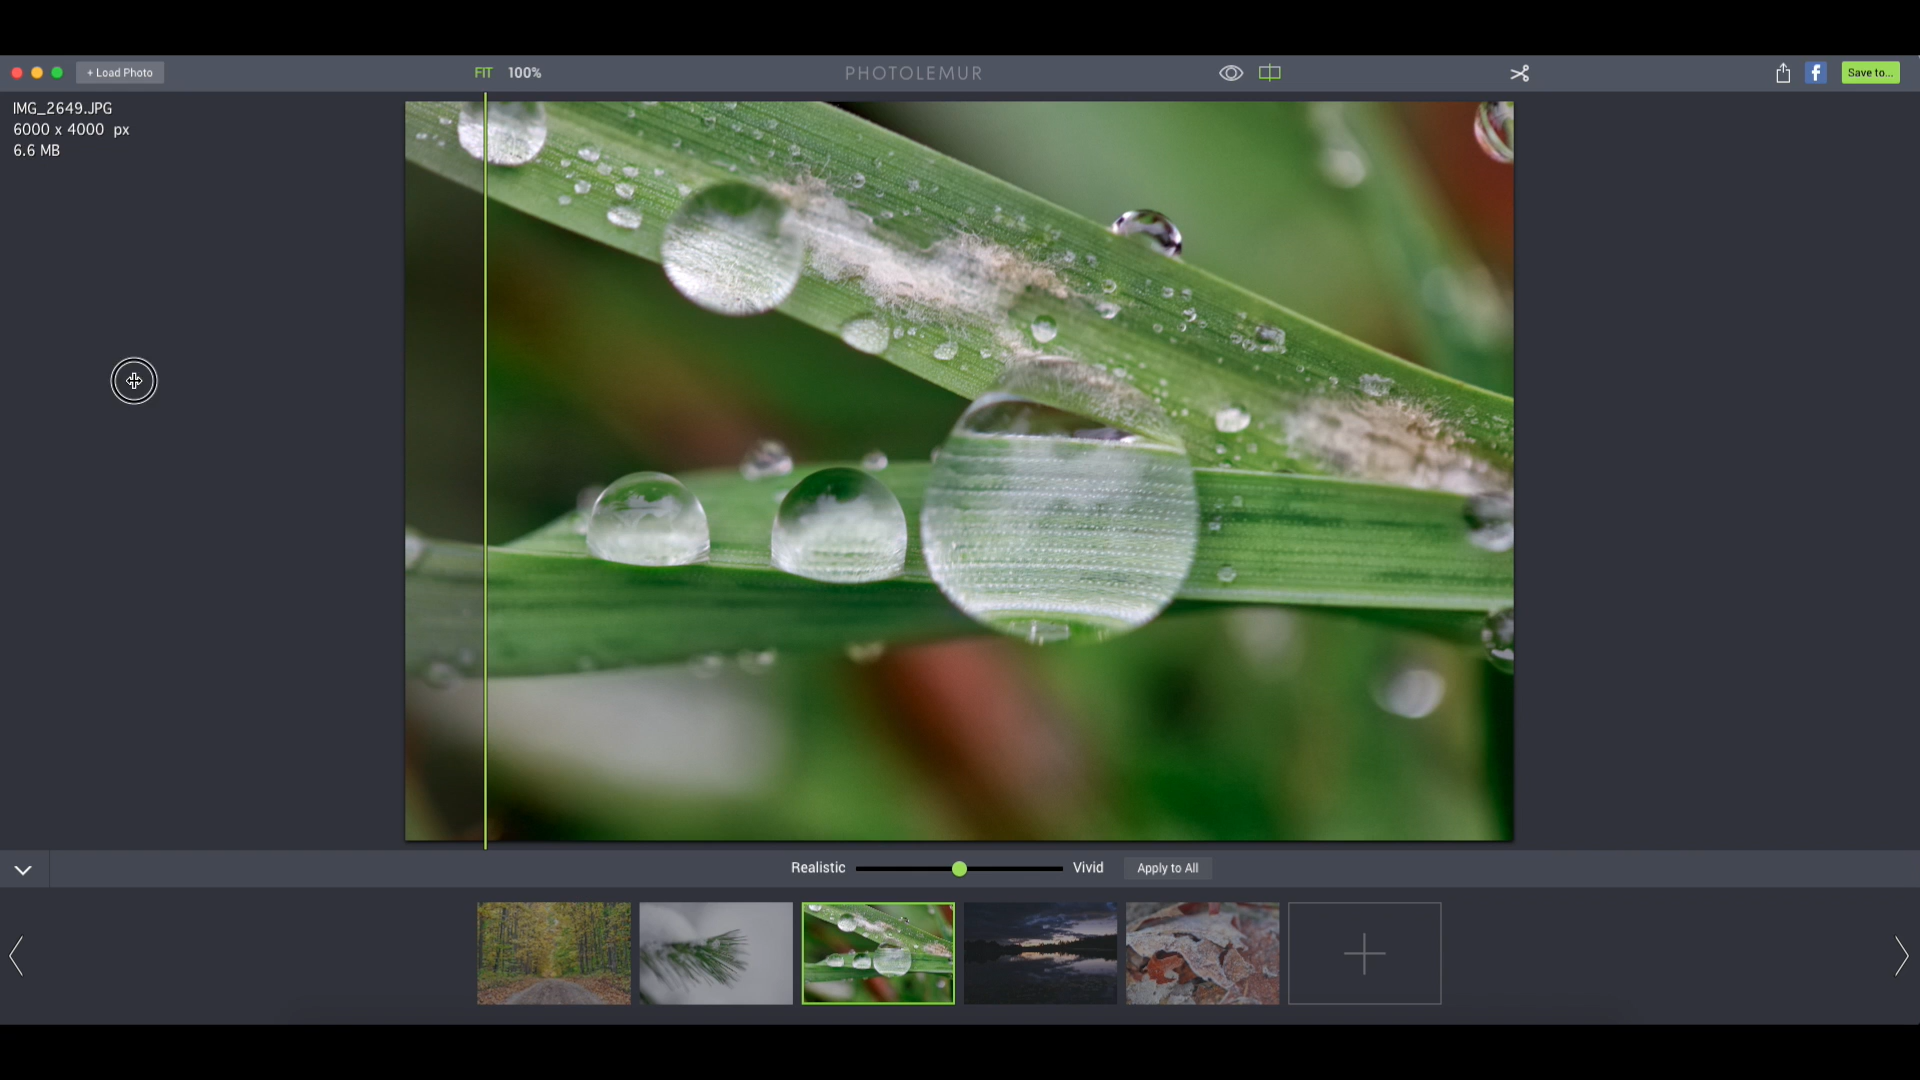 + Load Photo
FIT 100%
PHOTOLEMUR
f
Save to...
IMG_2649.JPG
6000 x 4000 px
6.6 MB
Realistic
Vivid
Apply to All